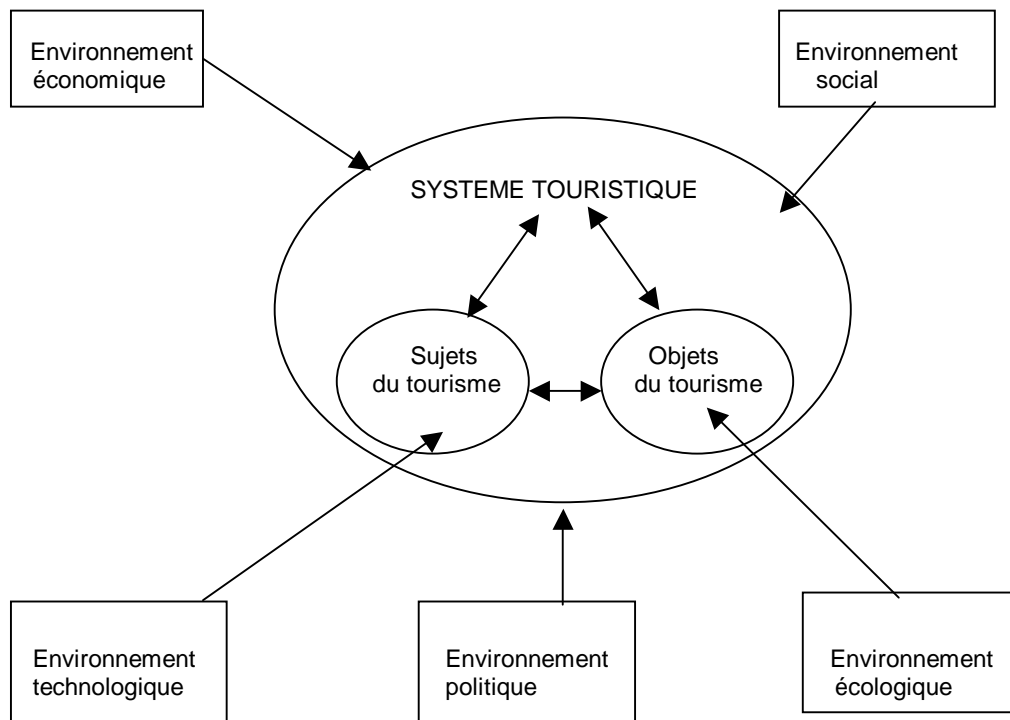 Environnement
économique
Environnement
social
SYSTEME TOURISTIQUE
Sujets
du tourisme
Objets
du tourisme
Environnement
technologique
Environnement
politique
Environnement
écologique